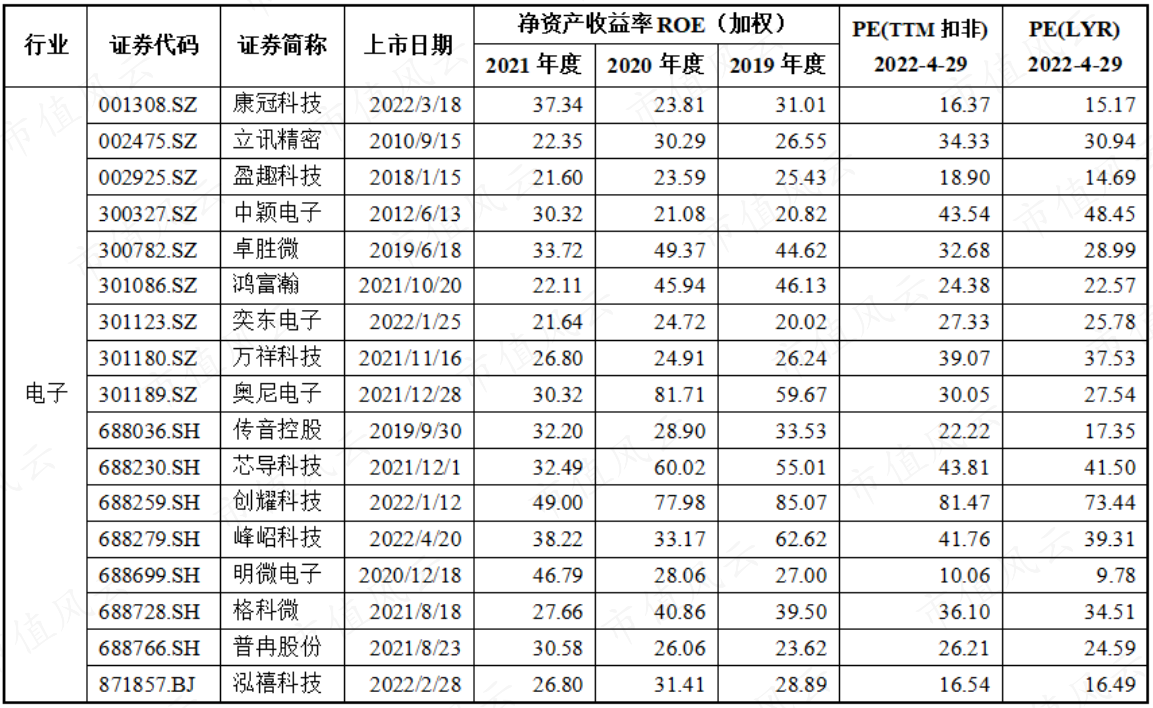 行业 证券代码 证券简称 上市日期 净资产收益率 ROE（加权） PE(TTM 扣非) PE(LYR)
2021 年度 2020 年度 2019 年度 2022-4-29 2022-4-29
001308.SZ 康冠科技 2022/3/18 37.34 23.81 31.01 16.37 15.17
002475.SZ 立讯精密 2010/9/15 22.35 30.29 26.55 34.33 30.94
002925.SZ 盈趣科技 2018/1/15 21.60 23.59 25.43 18.90 14.69
300327.SZ 中颖电子 2012/6/13 30.32 21.08 20.82 43.54 48.45
300782.SZ 卓胜微 2019/6/18 33.72 49.37 44.62 32.68 28.99
301086.SZ 鸿富瀚 2021/10/20 22.11 45.94 46.13 24.38 22.57
301123.SZ 奕东电子 2022/1/25 21.64 24.72 20.02 27.33 25.78
301180.SZ 万祥科技 2021/11/16 26.80 24.91 26.24 39.07 37.53
电子 301189.SZ 奥尼电子 2021/12/28 30.32 81.71 59.67 30.05 27.54
688036.SH 传音控股 2019/9/30 32.20 28.90 33.53 22.22 17.35
688230.SH 芯导科技 2021/12/1 32.49 60.02 55.01 43.81 41.50
688259.SH 创耀科技 2022/1/12 49.00 77.98 85.07 81.47 73.44
688279.SH 峰岹科技 2022/4/20 38.22 33.17 62.62 41.76 39.31
688699.SH 明微电子 2020/12/18 46.79 28.06 27.00 10.06 9.78
688728.SH 格科微 2021/8/18 27.66 40.86 39.50 36.10 34.51
688766.SH 普冉股份 2021/8/23 30.58 26.06 23.62 26.21 24.59
871857.BJ 泓禧科技 2022/2/28 26.80 31.41 28.89 16.54 16.49
市值风云